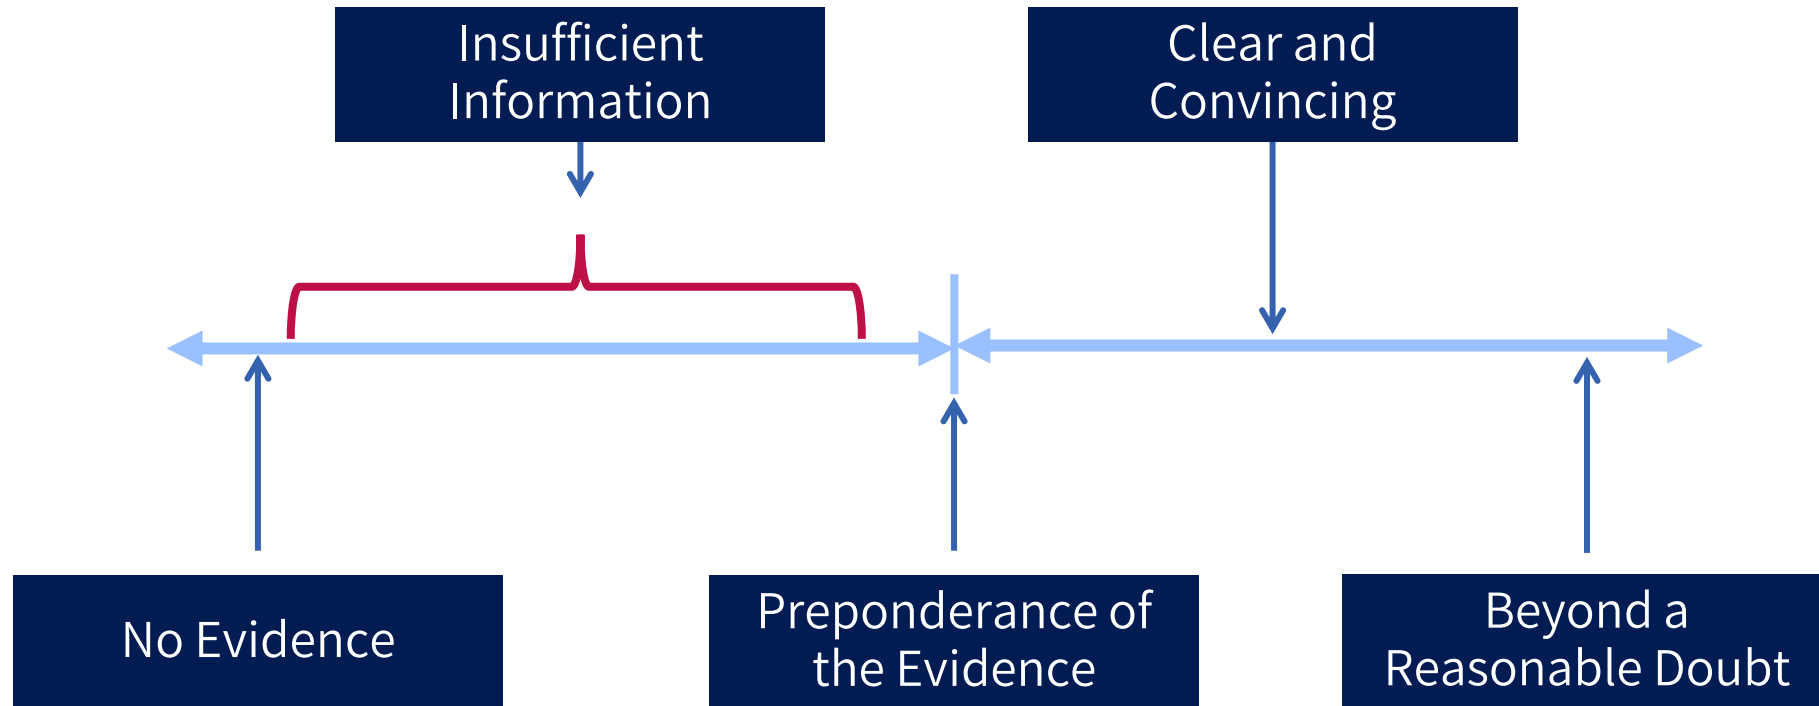 Insufficient
Information
Clear and
Convincing
No Evidence
Preponderance of
the Evidence
Beyond a
Reasonable Doubt